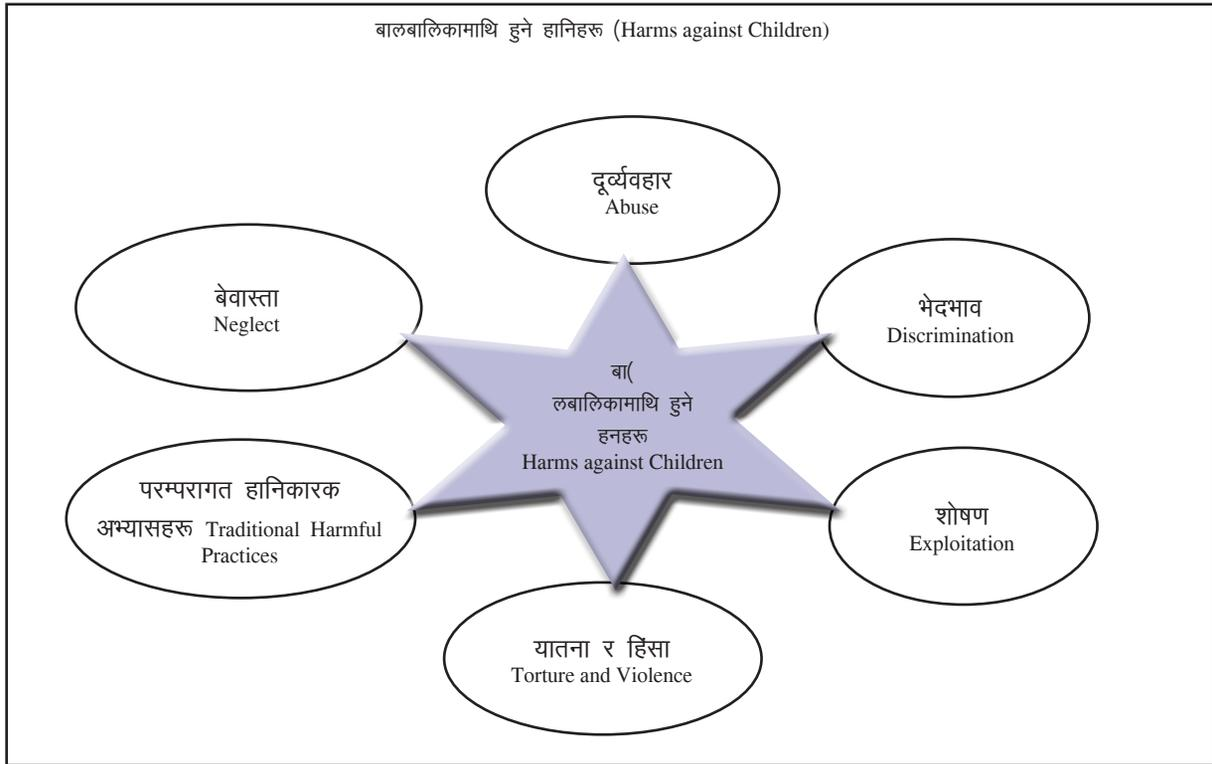 बालबालिकामाथि हुने हानिहरू (Harms against Children)
दूर्व्यवहार
Abuse
बेवास्ता
Neglect
भेदभाव
Discrimination
बा(
लबालिकामाथि हुने
हनहरू
Harms against Children
परम्परागत हानिकारक
अभ्यासहरू Traditional Harmful
Practices
शोषण
Exploitation
यातना र हिंसा
Torture and Violence